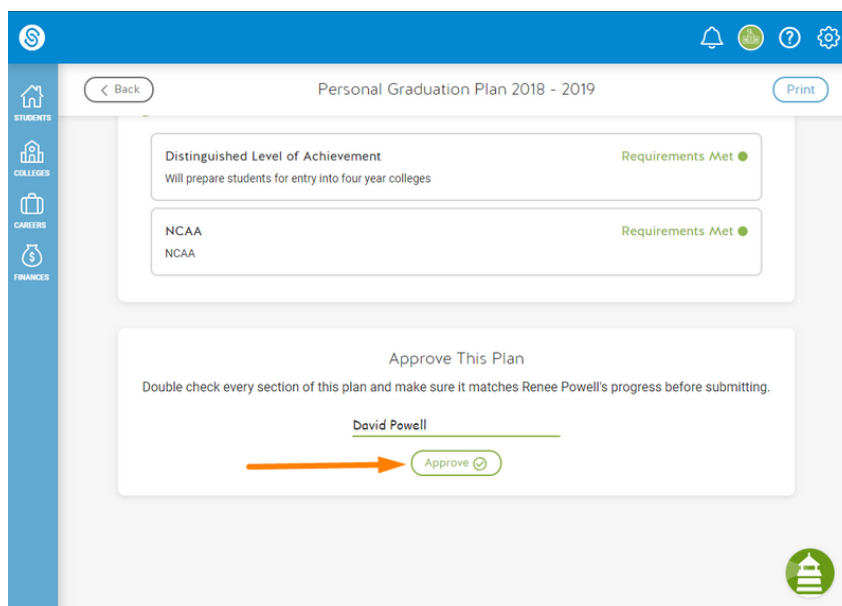 Back
Personal Graduation Plan 2018 - 2019
Print
STUDENTS
COLLEGES
CAREERS
FINANCES
Distinguished Level of Achievement
Requirements Met
Will prepare students for entry into four year colleges
NCAA
Requirements Met
NCAA
Approve This Plan
Double check every section of this plan and make sure it matches Renee Powell's progress before submitting.
David Powell
Approve